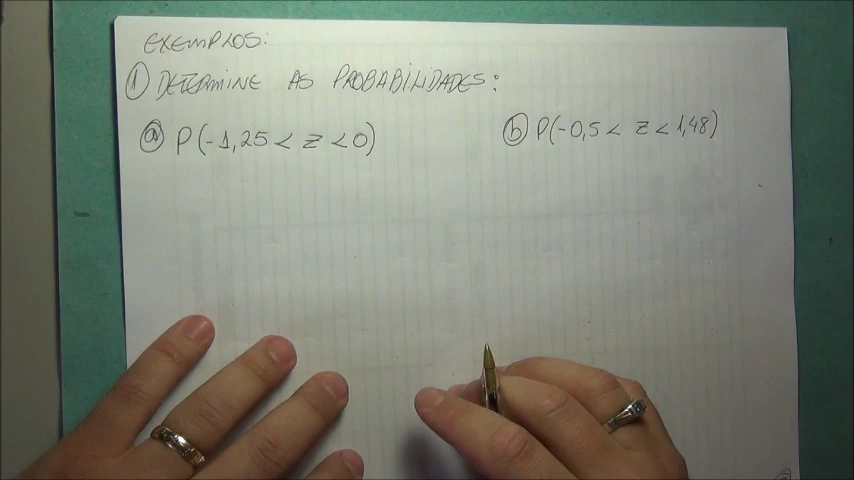 EXEMPLOS:
① DETERMINE AS PROBABILIDADES:
ⓐ P(-1,25 < Z < 0)
ⓑ P(-0,5 < Z < 1,48)